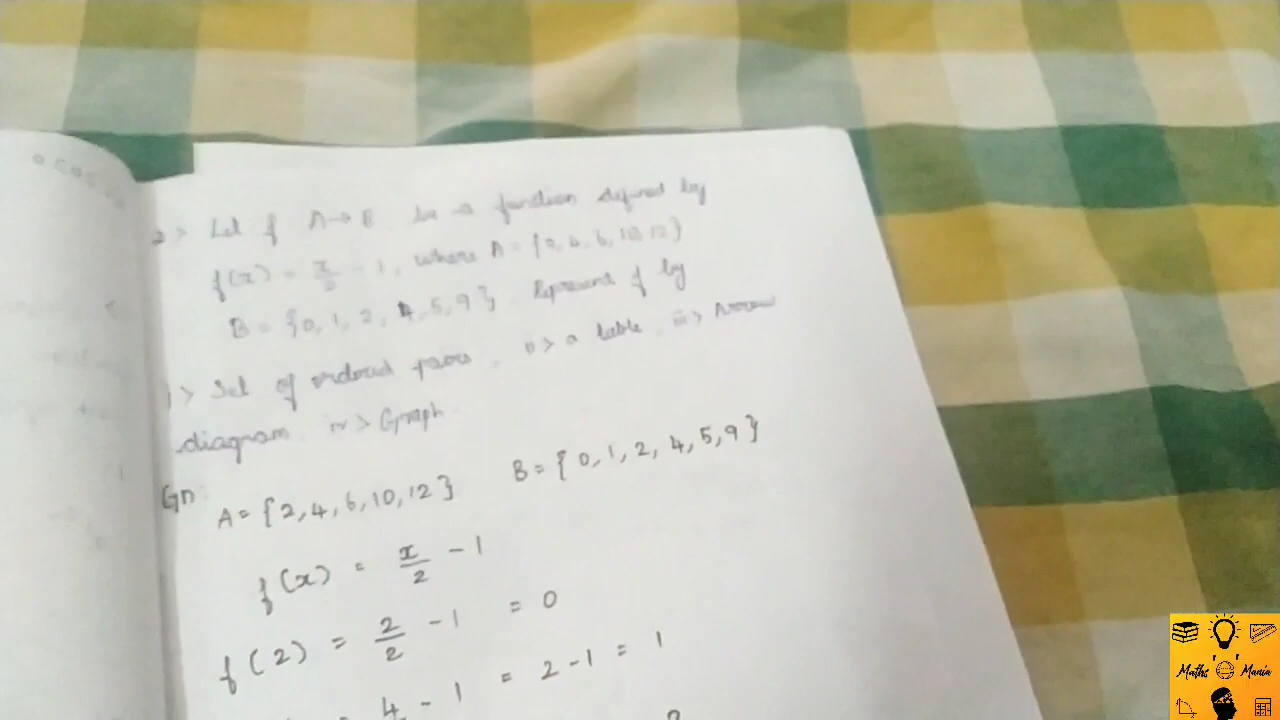 2> Let f A→B be a function defined by
f(x) = x/2 - 1, where A = {2, 4, 6, 10, 12}
B = {0, 1, 2, 4, 5, 9} Represent f by
1> Set of ordered pairs, ii> a table, iii> Arrow
diagram iv> Graph
Gn
A = {2, 4, 6, 10, 12} B = {0, 1, 2, 4, 5, 9}
f(x) = x/2 - 1
f(2) = 2/2 - 1 = 0
= 4 - 1 = 2 - 1 = 1
Maths Mania